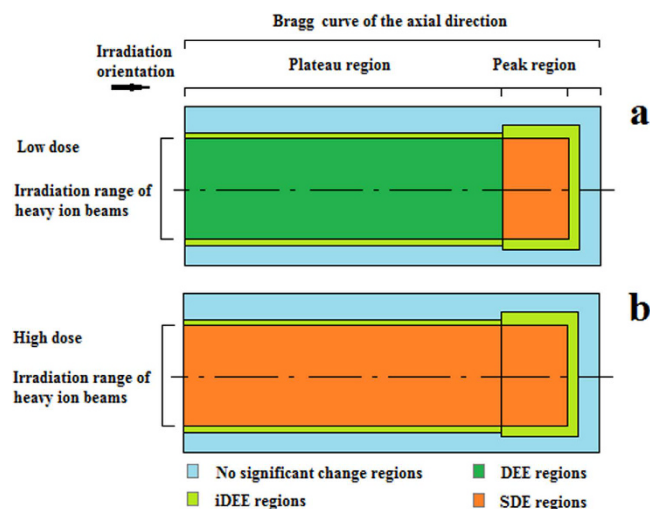 Bragg curve of the axial direction
Irradiation
orientation
Plateau region
Peak region
a
Low dose
Irradiation range of
heavy ion beams
b
High dose
Irradiation range of
heavy ion beams
No significant change regions
DEE regions
iDEE regions
SDE regions